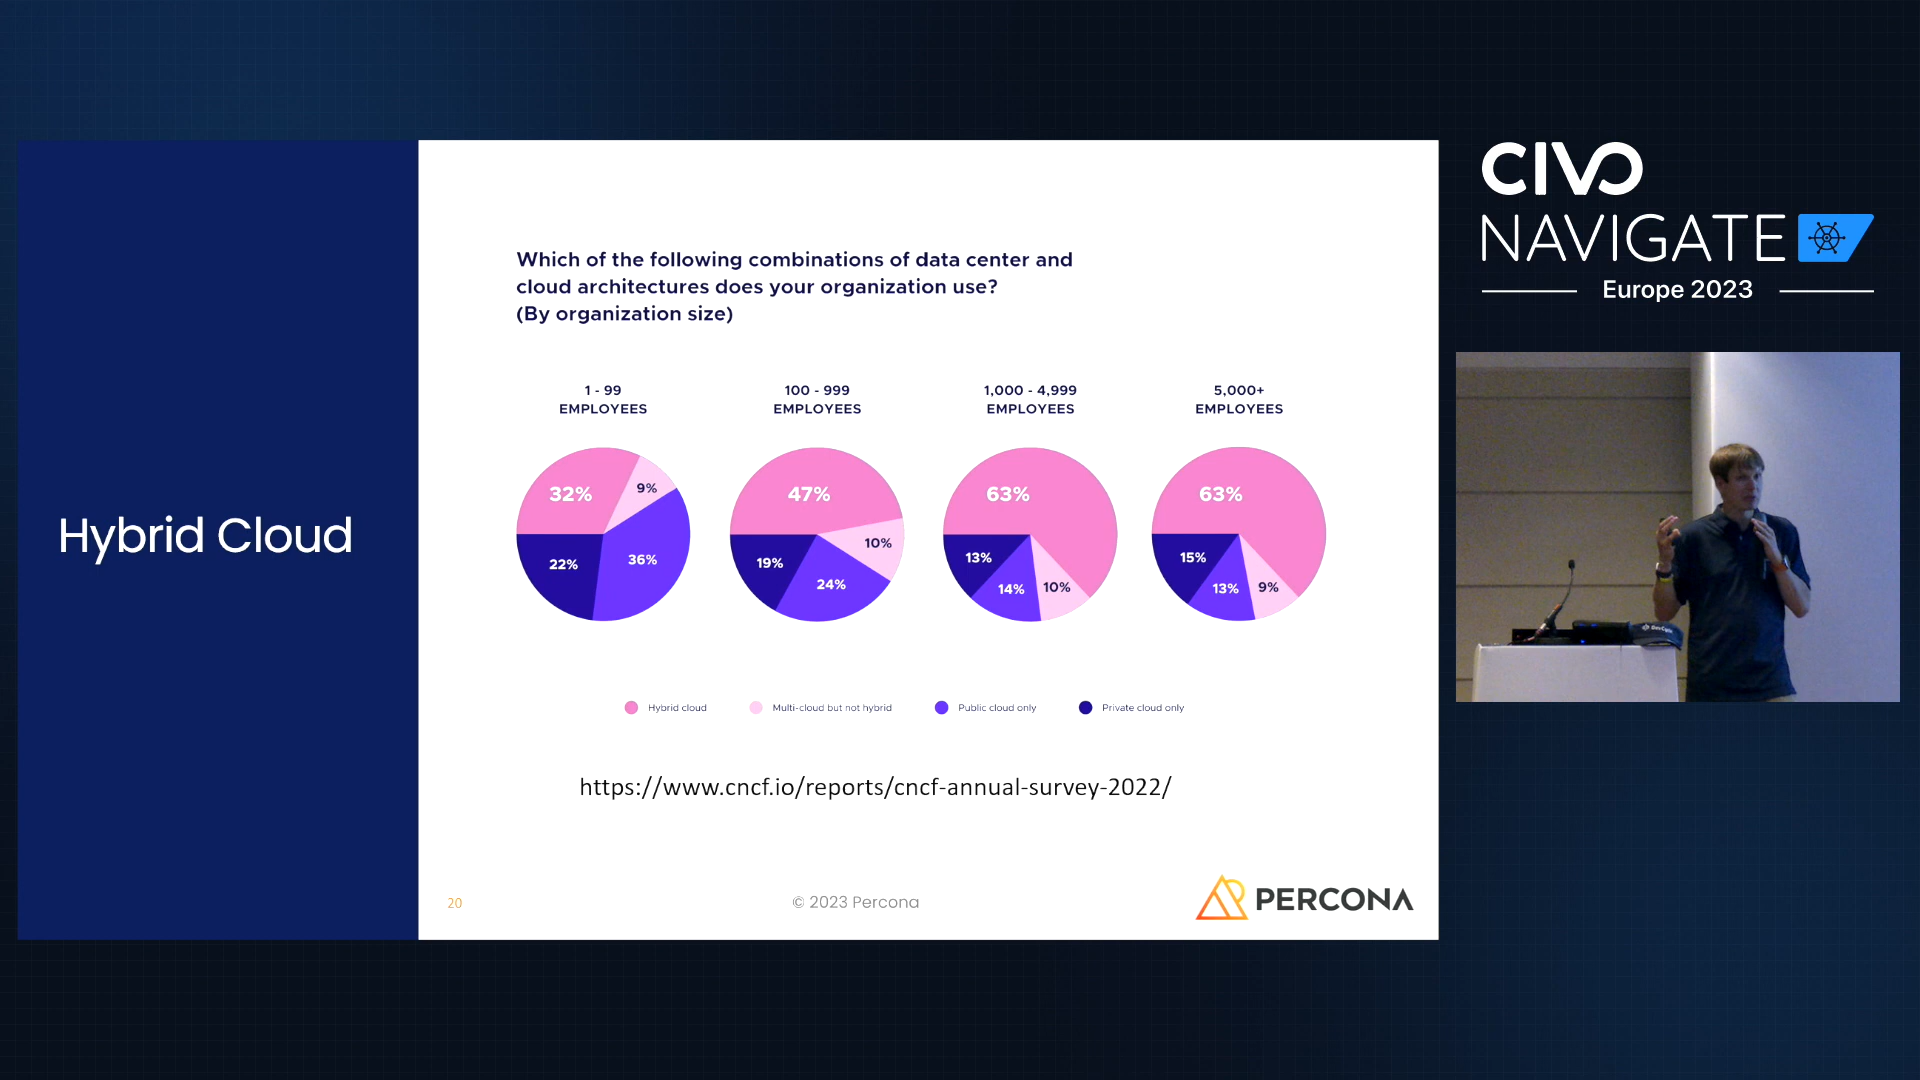 Hybrid Cloud
Which of the following combinations of data center and
cloud architectures does your organization use?
(By organization size)
1 - 99
EMPLOYEES
100 - 999
EMPLOYEES
1,000 - 4,999
EMPLOYEES
5,000+
EMPLOYEES
32%
9%
22%
36%
47%
10%
19%
24%
63%
13%
14%
10%
63%
15%
13%
9%
Hybrid cloud
Multi-cloud but not hybrid
Public cloud only
Private cloud only
https://www.cncf.io/reports/cncf-annual-survey-2022/
20
© 2023 Percona
PERCONA
CIVO
NAVIGATE
Europe 2023